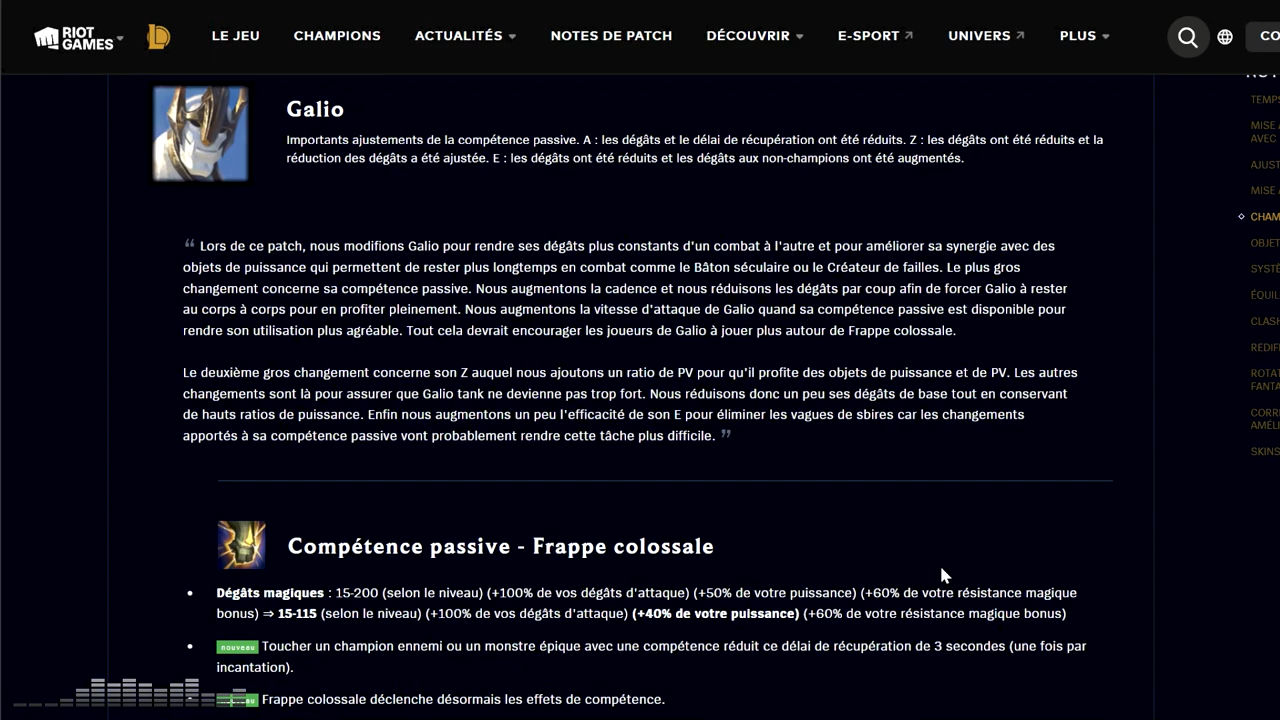 RIOT GAMES LE JEU CHAMPIONS ACTUALITÉS NOTES DE PATCH DÉCOUVRIR E-SPORT UNIVERS PLUS CO
Galio
Importants ajustements de la compétence passive. A : les dégâts et le délai de récupération ont été réduits. Z : les dégâts ont été réduits et la
réduction des dégâts a été ajustée. E : les dégâts ont été réduits et les dégâts aux non-champions ont été augmentés.
“ Lors de ce patch, nous modifions Galio pour rendre ses dégâts plus constants d'un combat à l'autre et pour améliorer sa synergie avec des
objets de puissance qui permettent de rester plus longtemps en combat comme le Bâton séculaire ou le Créateur de failles. Le plus gros
changement concerne sa compétence passive. Nous augmentons la cadence et nous réduisons les dégâts par coup afin de forcer Galio à rester
au corps à corps pour en profiter pleinement. Nous augmentons la vitesse d'attaque de Galio quand sa compétence passive est disponible pour
rendre son utilisation plus agréable. Tout cela devrait encourager les joueurs de Galio à jouer plus autour de Frappe colossale.
Le deuxième gros changement concerne son Z auquel nous ajoutons un ratio de PV pour qu'il profite des objets de puissance et de PV. Les autres
changements sont là pour assurer que Galio tank ne devienne pas trop fort. Nous réduisons donc un peu ses dégâts de base tout en conservant
de hauts ratios de puissance. Enfin nous augmentons un peu l'efficacité de son E pour éliminer les vagues de sbires car les changements
apportés à sa compétence passive vont probablement rendre cette tâche plus difficile. ”
Compétence passive - Frappe colossale
• Dégâts magiques : 15-200 (selon le niveau) (+100% de vos dégâts d'attaque) (+50% de votre puissance) (+60% de votre résistance magique
bonus) ⇒ 15-115 (selon le niveau) (+100% de vos dégâts d'attaque) (+40% de votre puissance) (+60% de votre résistance magique bonus)
• nouveau Toucher un champion ennemi ou un monstre épique avec une compétence réduit ce délai de récupération de 3 secondes (une fois par
incantation).
Frappe colossale déclenche désormais les effets de compétence.
TEMPS
MISE À
AVEC
AJUST
MISE À
CHAM
OBJET
SYSTÈ
ÉQUIL
CLASH
REDIF
ROTAT
FANTA
CORRE
AMÉLI
SKINS